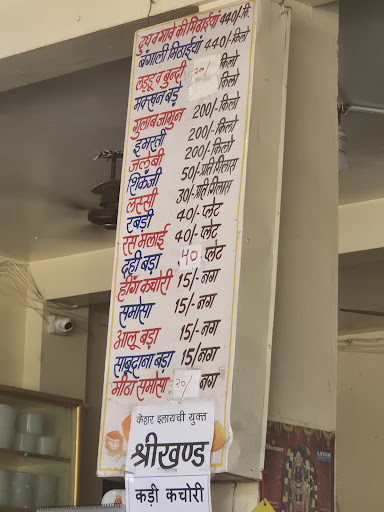 दुध व मावे की मिठाईयां 440/-कि.
बंगाली मिठाईयां 440/-किलो
लड्डू व बुन्दी किलो
मक्खन बड़े किलो
गुलाब जामुन 200/-किलो
इमरती 200/-किलो
जलेबी 200/-किलो
शिकंजी 50/-प्रति गिलास
लस्सी 30/-प्रति गिलास
रबड़ी 40/-प्लेट
रस मलाई 40/-प्लेट
दही बड़ा 40 प्लेट
हींग कचोरी 15/-नग
समोसा 15/-नग
आलू बड़ा 15/-नग
साबूदाना बड़ा 15/-नग
मीठा समोसा 20/- नग
केशर इलायची युक्त
श्रीखण्ड
कड़ी कचोरी